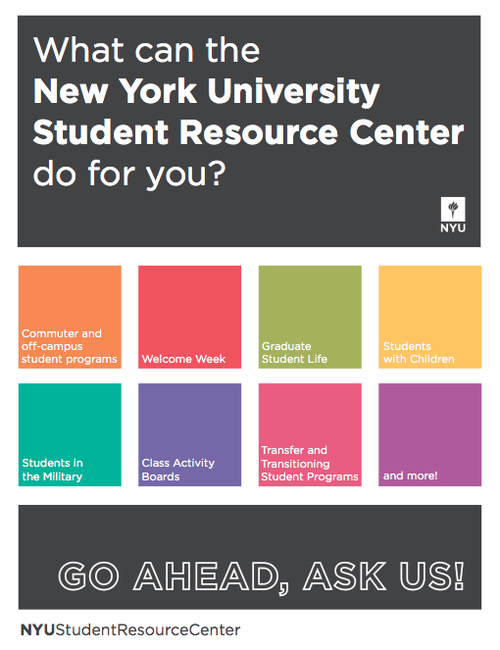 What can the
New York University
Student Resource Center
do for you?
NYU
Commuter and
off-campus
student programs
Welcome Week
Graduate
Student Life
Students
with Children
Students in
the Military
Class Activity
Boards
Transfer and
Transitioning
Student Programs
and more!
GO AHEAD, ASK US!
NYUStudentResourceCenter